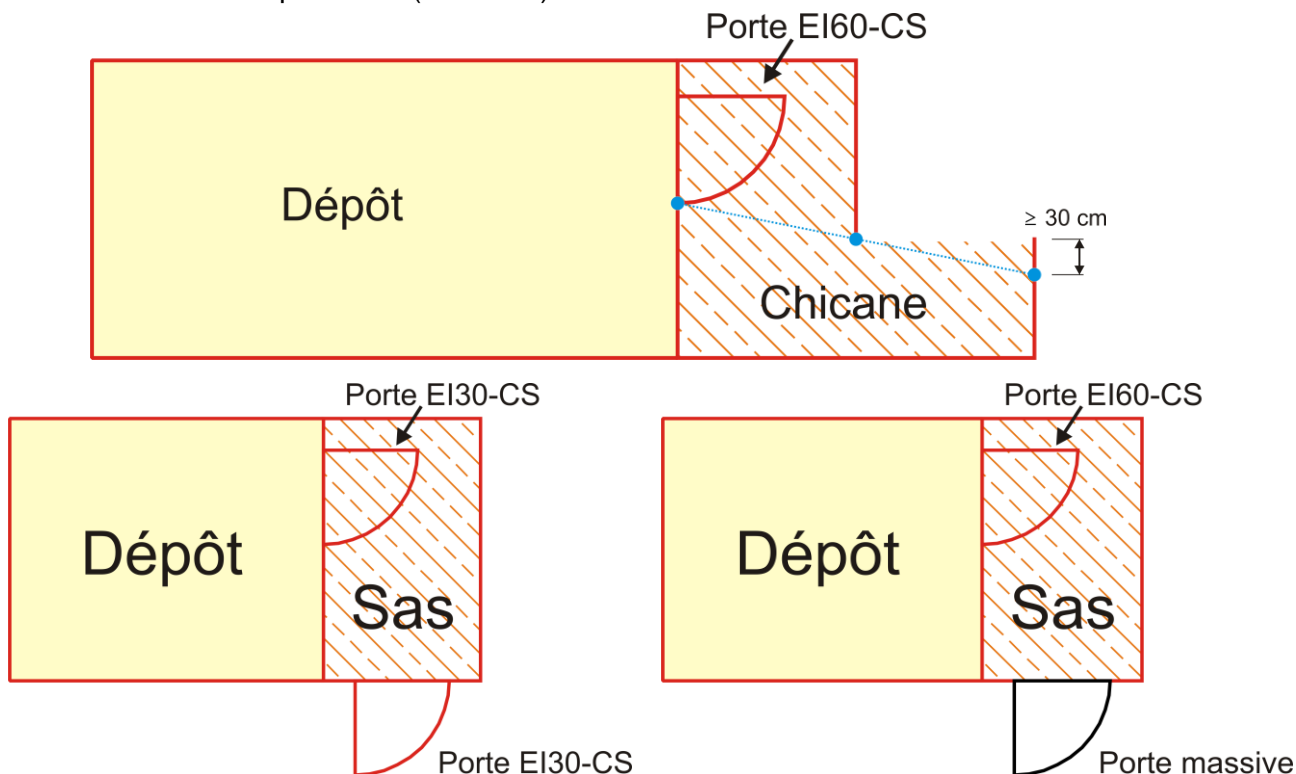 Porte EI60-CS
Dépôt
≥ 30 cm
Chicane
Porte EI30-CS
Porte EI60-CS
Dépôt
Sas
Dépôt
Sas
Porte EI30-CS
Porte massive